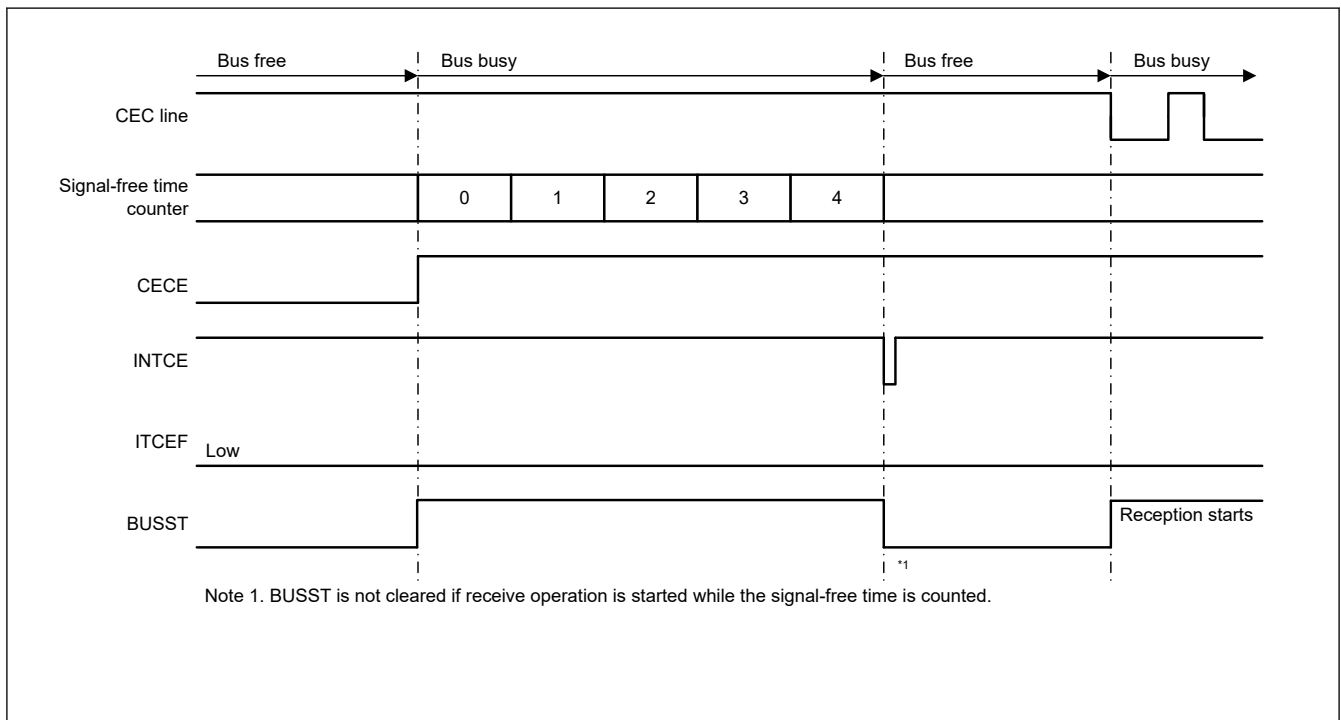 Bus free Bus busy Bus free Bus busy
CEC line
Signal-free time
counter
0 1 2 3 4
CECE
INTCE
ITCEF
Low
BUSST
Reception starts
*1
Note 1. BUSST is not cleared if receive operation is started while the signal-free time is counted.